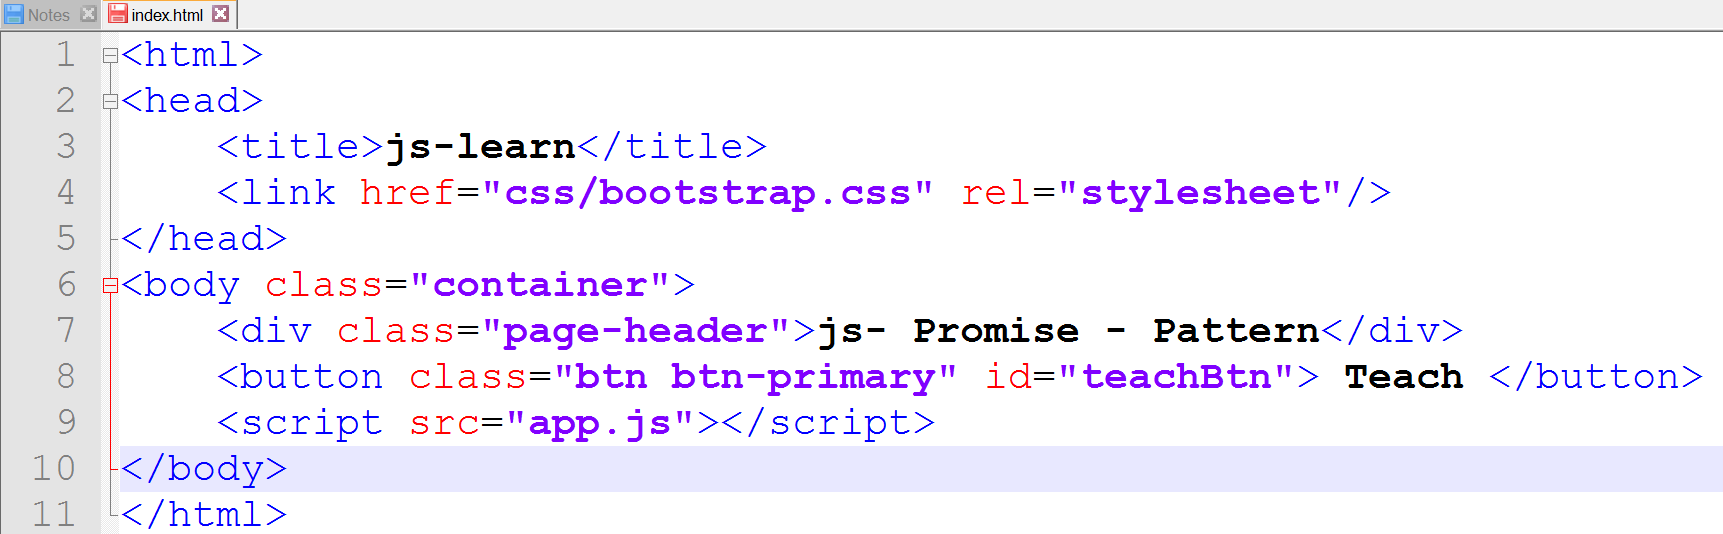 Notes index.html
1 <html>
2 <head>
3 <title>js-learn</title>
4 <link href="css/bootstrap.css" rel="stylesheet"/>
5 </head>
6 <body class="container">
7 <div class="page-header">js- Promise - Pattern</div>
8 <button class="btn btn-primary" id="teachBtn"> Teach </button>
9 <script src="app.js"></script>
10 </body>
11 </html>